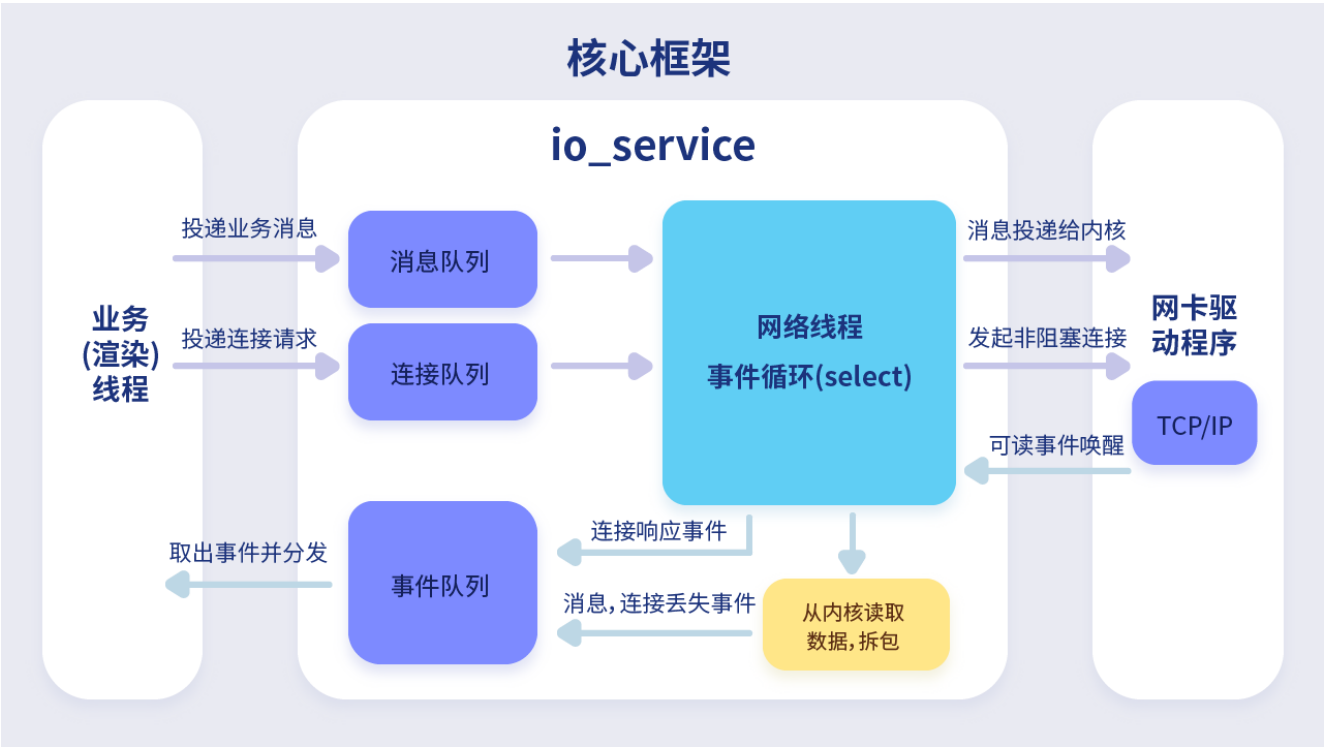 核心框架
io_service
投递业务消息
消息队列
消息投递给内核
业务
(渲染)
线程
投递连接请求
连接队列
网络线程
事件循环(select)
发起非阻塞连接
网卡驱
动程序
TCP/IP
可读事件唤醒
连接响应事件
取出事件并分发
事件队列
消息，连接丢失事件
从内核读取
数据，拆包